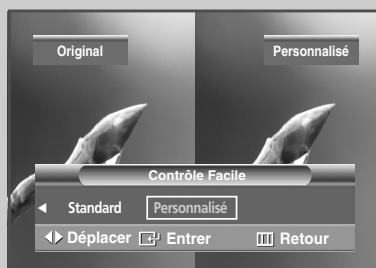 Original Personnalisé
Contrôle Facile
Standard Personnalisé
Déplacer Entrer Retour